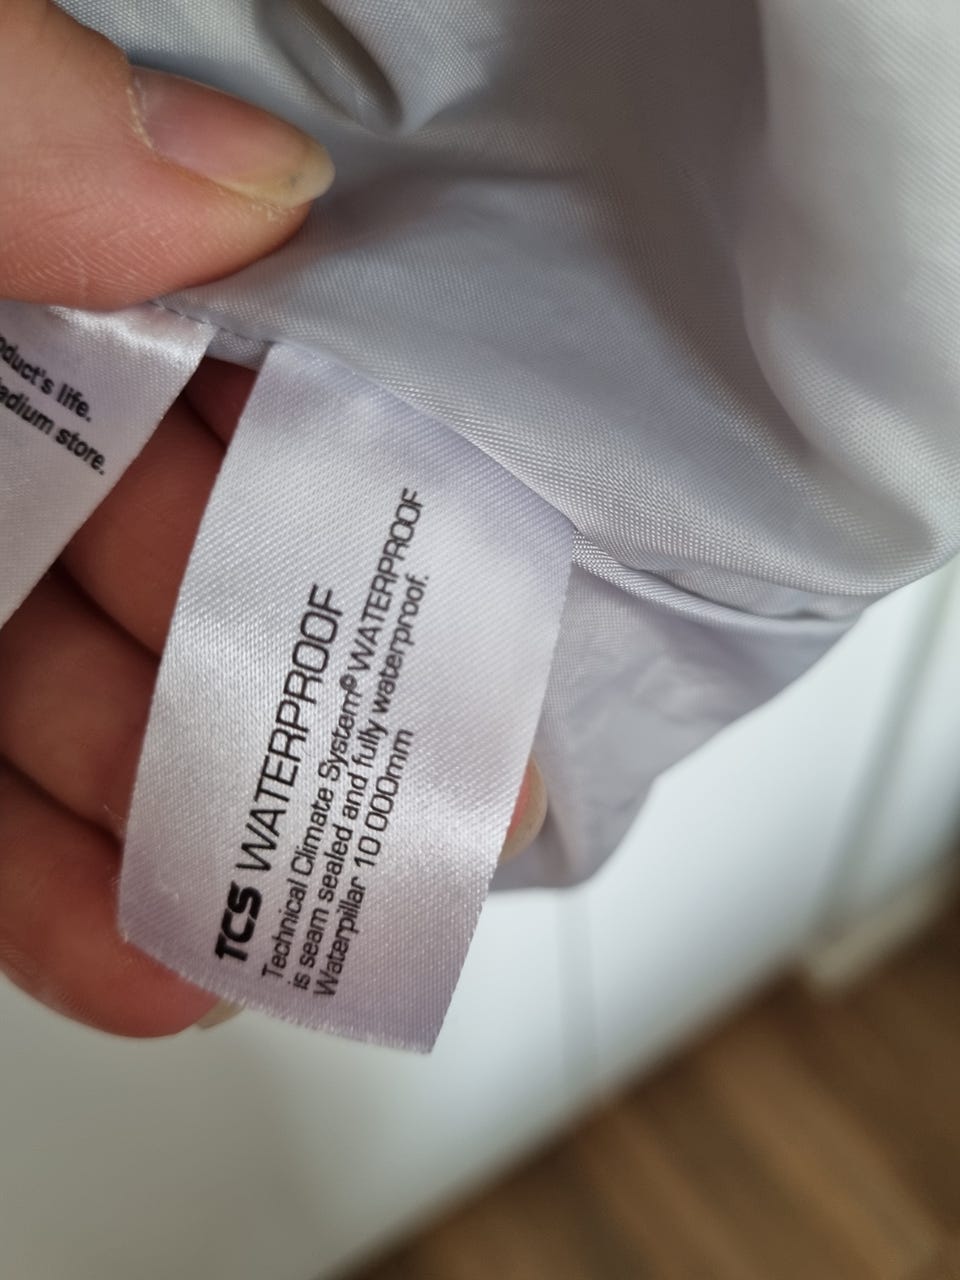 oduct's life.
adium store.
TCS WATERPROOF
Technical Climate System® WATERPROOF
is seam sealed and fully waterproof.
Waterpillar 10 000mm